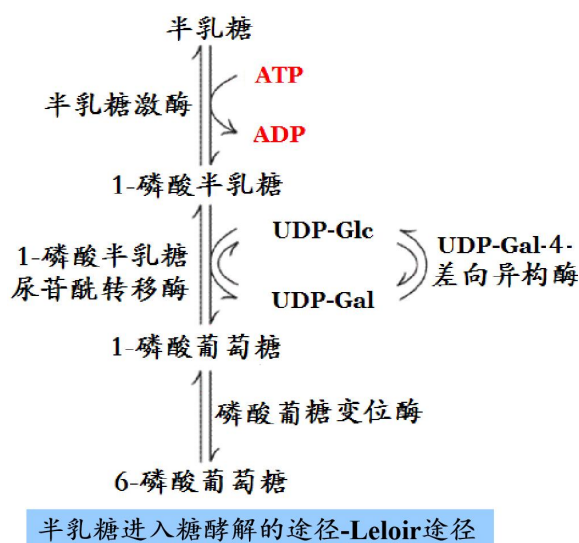 半乳糖
ATP
半乳糖激酶
ADP
1-磷酸半乳糖
UDP-Glc
1-磷酸半乳糖
尿苷酰转移酶
UDP-Gal-4-
差向异构酶
UDP-Gal
1-磷酸葡萄糖
磷酸葡糖变位酶
6-磷酸葡萄糖
半乳糖进入糖酵解的途径-Leloir途径